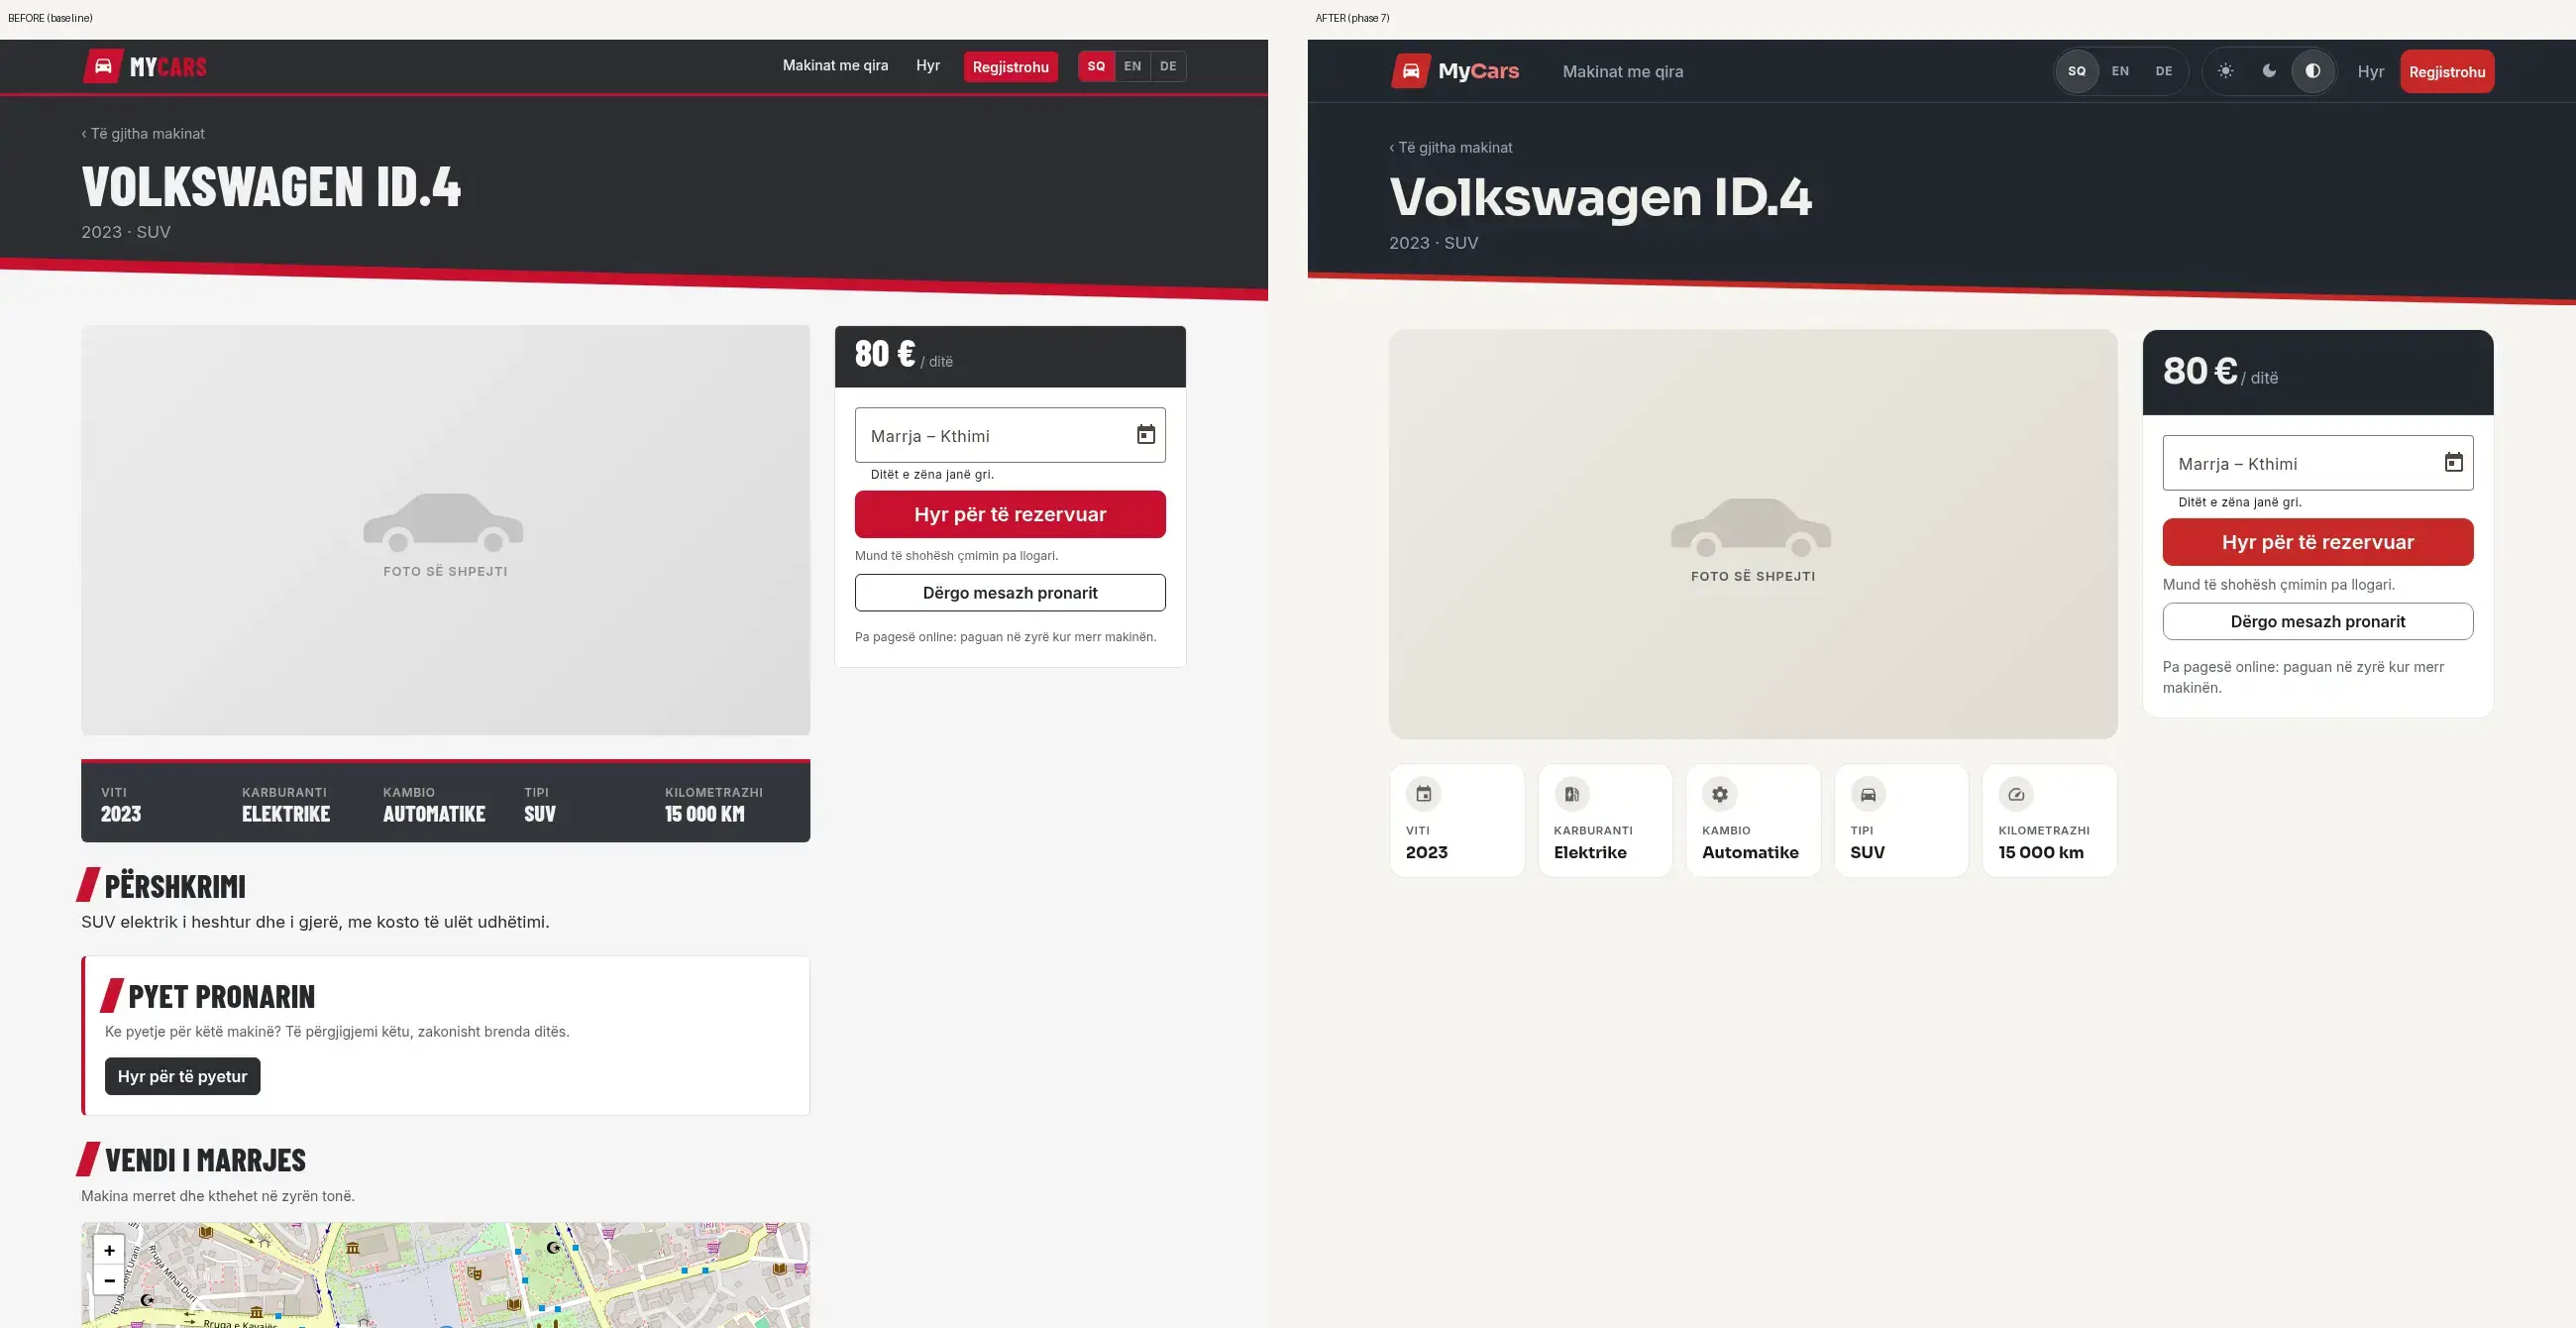 BEFORE (baseline)
MYCARS
Makinat me qira
Hyr
Regjistrohu
SQ EN DE
‹ Të gjitha makinat
VOLKSWAGEN ID.4
2023 · SUV
FOTO SË SHPEJTI
80 € / ditë
Marrja – Kthimi
Ditët e zëna janë gri.
Hyr për të rezervuar
Mund të shohësh çmimin pa llogari.
Dërgo mesazh pronarit
Pa pagesë online: paguan në zyrë kur merr makinën.
VITI
2023
KARBURANTI
ELEKTRIKE
KAMBIO
AUTOMATIKE
TIPI
SUV
KILOMETRAZHI
15 000 KM
PËRSHKRIMI
SUV elektrik i heshtur dhe i gjerë, me kosto të ulët udhëtimi.
PYET PRONARIN
Ke pyetje për këtë makinë? Të përgjigjemi këtu, zakonisht brenda ditës.
Hyr për të pyetur
VENDI I MARRJES
Makina merret dhe kthehet në zyrën tonë.
+
−
Rruga Mihal Duri
Rruga e Kavajës
AFTER (phase 7)
MyCars
Makinat me qira
SQ EN DE
Hyr
Regjistrohu
‹ Të gjitha makinat
Volkswagen ID.4
2023 · SUV
FOTO SË SHPEJTI
80 € / ditë
Marrja – Kthimi
Ditët e zëna janë gri.
Hyr për të rezervuar
Mund të shohësh çmimin pa llogari.
Dërgo mesazh pronarit
Pa pagesë online: paguan në zyrë kur merr
makinën.
VITI
2023
KARBURANTI
Elektrike
KAMBIO
Automatike
TIPI
SUV
KILOMETRAZHI
15 000 km